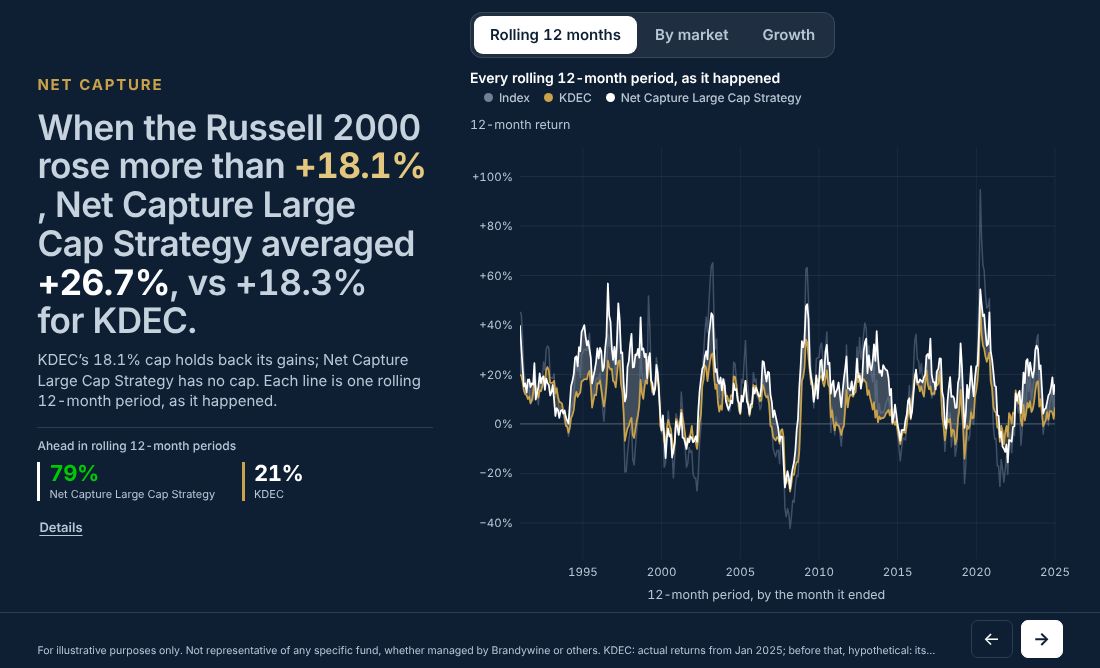 Rolling 12 months
By market
Growth
NET CAPTURE
When the Russell 2000
rose more than +18.1%
, Net Capture Large
Cap Strategy averaged
+26.7%, vs +18.3%
for KDEC.
KDEC’s 18.1% cap holds back its gains; Net Capture
Large Cap Strategy has no cap. Each line is one rolling
12-month period, as it happened.
Ahead in rolling 12-month periods
79%
Net Capture Large Cap Strategy
21%
KDEC
Details
Every rolling 12-month period, as it happened
Index
KDEC
Net Capture Large Cap Strategy
12-month return
+100%
+80%
+60%
+40%
+20%
0%
−20%
−40%
1995 2000 2005 2010 2015 2020 2025
12-month period, by the month it ended
For illustrative purposes only. Not representative of any specific fund, whether managed by Brandywine or others. KDEC: actual returns from Jan 2025; before that, hypothetical: its…